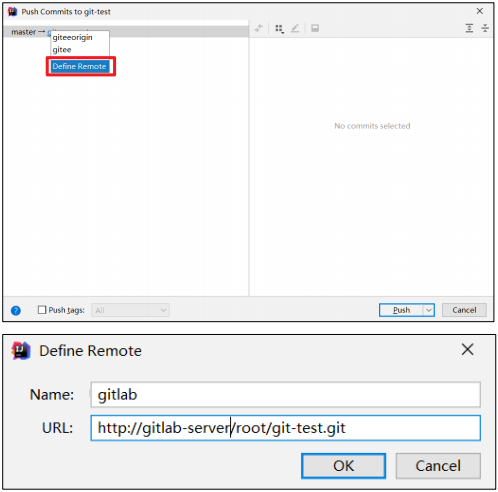 Push Commits to git-test
master →
giteeorigin
gitee
Define Remote
No commits selected
Push tags: All
Push
Cancel
Define Remote
Name: gitlab
URL: http://gitlab-server/root/git-test.git
OK
Cancel